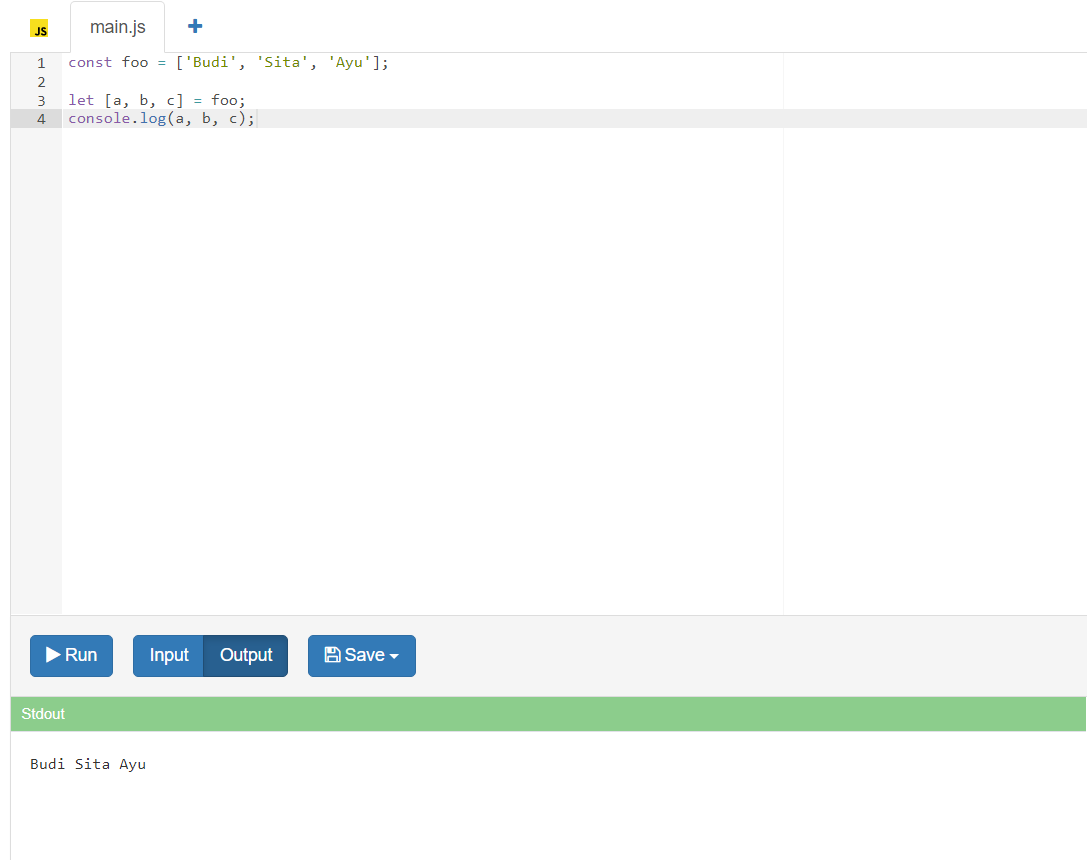 JS main.js +
1 const foo = ['Budi', 'Sita', 'Ayu'];
2
3 let [a, b, c] = foo;
4 console.log(a, b, c);
Run Input Output Save
Stdout
Budi Sita Ayu